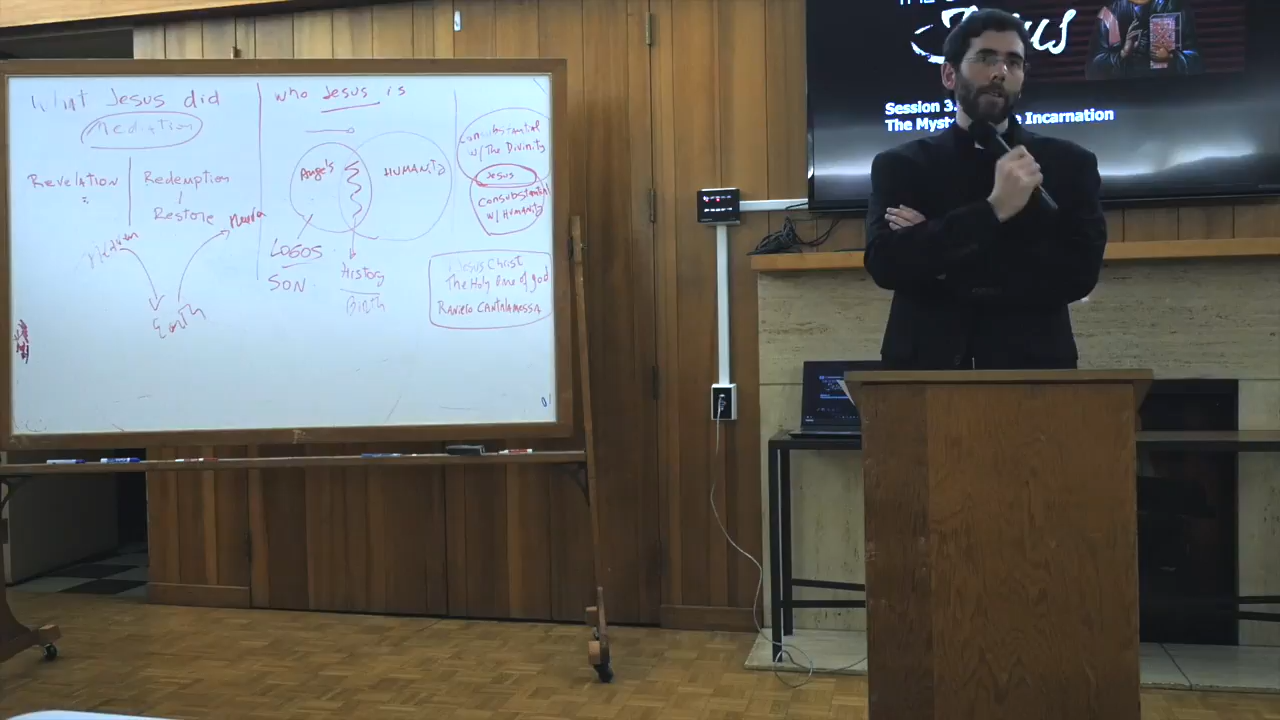 What Jesus did
Mediation
Revelation
Redemption
Restore
Earth
who Jesus is
Angels
HUMANITY
LOGOS
SON
History
Birth
Consubstantial
w/ The Divinity
Jesus
Consubstantial
w/ HUMANITY
Jesus Christ
The Holy One of god
RANIERO CANTALAMESSA
Session 3.
The Myst e Incarnation